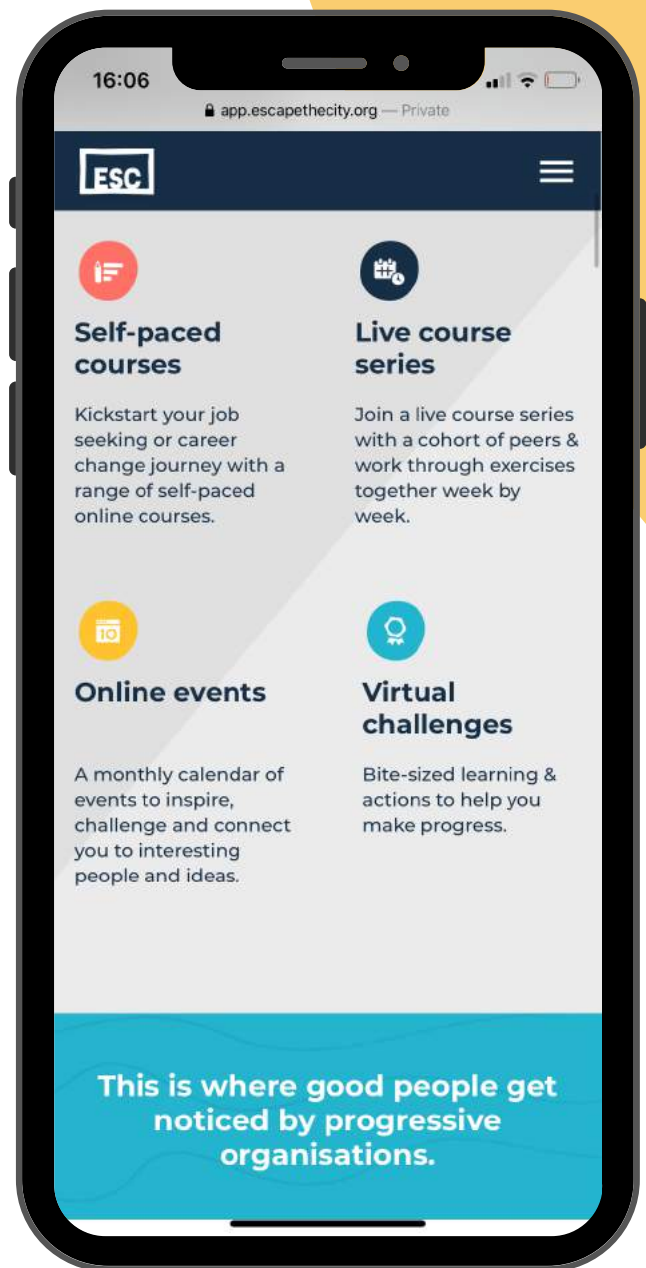 16:06
app.escapethecity.org — Private
ESC
Self-paced
courses
Kickstart your job
seeking or career
change journey with a
range of self-paced
online courses.
Live course
series
Join a live course series
with a cohort of peers &
work through exercises
together week by
week.
10
Online events
A monthly calendar of
events to inspire,
challenge and connect
you to interesting
people and ideas.
Virtual
challenges
Bite-sized learning &
actions to help you
make progress.
This is where good people get
noticed by progressive
organisations.